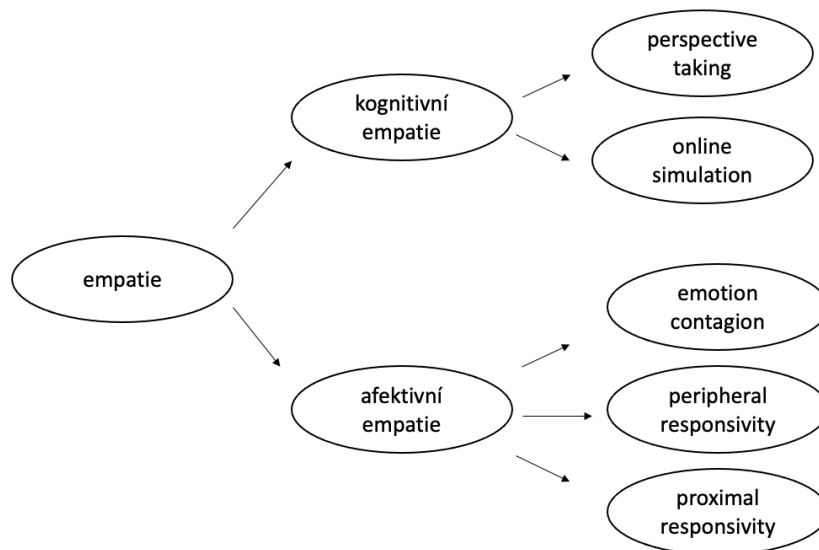 perspective
taking
kognitivní
empatie
online
simulation
empatie
emotion
contagion
afektivní
empatie
peripheral
responsivity
proximal
responsivity